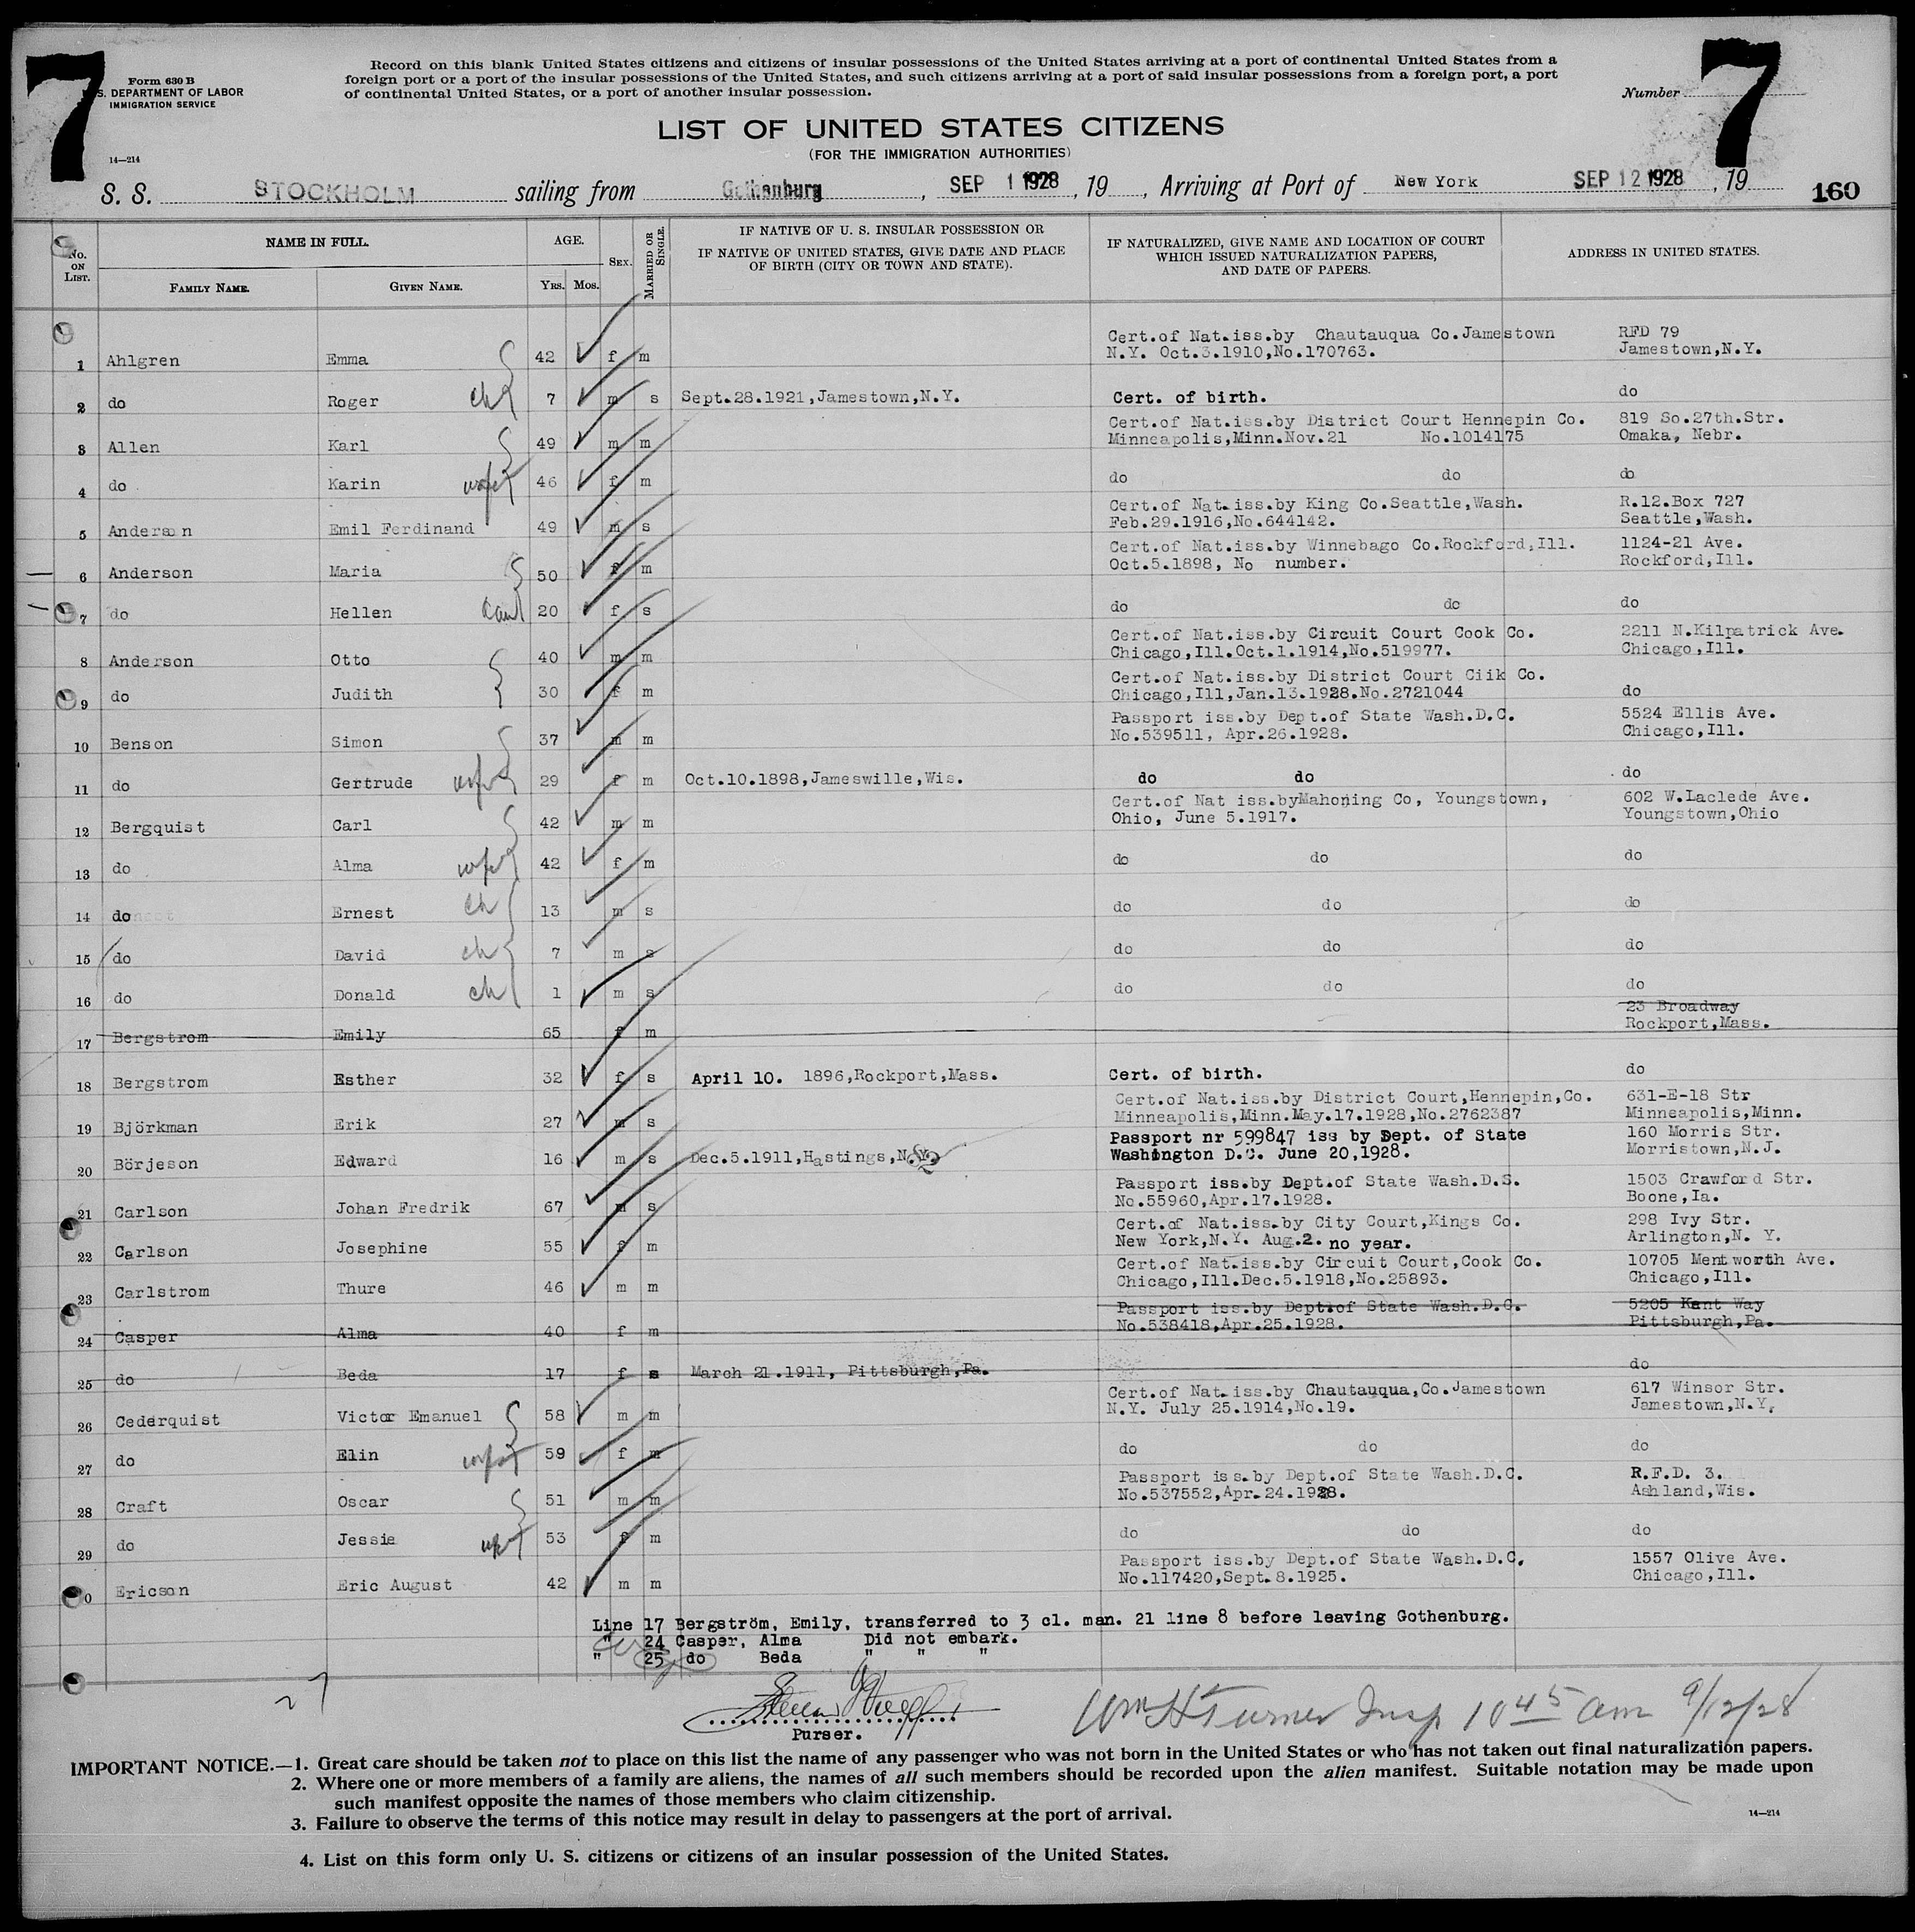 7
7
Form 630 B
S. DEPARTMENT OF LABOR
IMMIGRATION SERVICE
14—214
Record on this blank United States citizens and citizens of insular possessions of the United States arriving at a port of continental United States from a
foreign port or a port of the insular possessions of the United States, and such citizens arriving at a port of said insular possessions from a foreign port, a port
of continental United States, or a port of another insular possession.
Number
LIST OF UNITED STATES CITIZENS
(FOR THE IMMIGRATION AUTHORITIES)
S. S. STOCKHOLM sailing from Gothenburg, SEP 1 1928, 19 , Arriving at Port of New York SEP 12 1928, 19 160
No. ON LIST. NAME IN FULL. AGE. SEX. MARRIED OR SINGLE. IF NATIVE OF U. S. INSULAR POSSESSION OR
IF NATIVE OF UNITED STATES, GIVE DATE AND PLACE
OF BIRTH (CITY OR TOWN AND STATE).
IF NATURALIZED, GIVE NAME AND LOCATION OF COURT
WHICH ISSUED NATURALIZATION PAPERS,
AND DATE OF PAPERS.
ADDRESS IN UNITED STATES.
FAMILY NAME. GIVEN NAME. YRS. MOS.
Cert.of Nat.iss.by Chautauqua Co.Jamestown RFD 79
1 Ahlgren Emma 42 f m N.Y. Oct.3.1910,No.170763. Jamestown,N.Y.
2 do Roger ch 7 m s Sept.28.1921,Jamestown,N.Y. Cert. of birth. do
Cert.of Nat.iss.by District Court Hennepin Co. 819 So.27th.Str.
3 Allen Karl 49 m m Minneapolis,Minn.Nov.21 No.1014175 Omaka, Nebr.
4 do Karin wife 46 f m do do do
Cert.of Nat.iss.by King Co.Seattle,Wash. R.12.Box 727
5 Anderson Emil Ferdinand 49 m s Feb.29.1916,No.644142. Seattle,Wash.
Cert.of Nat.iss.by Winnebago Co.Rockford,Ill. 1124-21 Ave.
6 Anderson Maria 50 f m Oct.5.1898, No number. Rockford,Ill.
7 do Hellen dau 20 f s do do do
Cert.of Nat.iss.by Circuit Court Cook Co. 2211 N.Kilpatrick Ave.
8 Anderson Otto 40 m m Chicago,Ill.Oct.1.1914,No.519977. Chicago,Ill.
Cert.of Nat.iss.by District Court Ciik Co.
9 do Judith 30 f m Chicago,Ill,Jan.13.1928.No.2721044 do
Passport iss.by Dept.of State Wash.D.C. 5524 Ellis Ave.
10 Benson Simon 37 m m No.539511, Apr.26.1928. Chicago,Ill.
11 do Gertrude wife 29 f m Oct.10.1898,Jameswille,Wis. do do do
Cert.of Nat iss.byMahoning Co, Youngstown, 602 W.Laclede Ave.
12 Bergquist Carl 42 m m Ohio, June 5.1917. Youngstown,Ohio
13 do Alma wife 42 f m do do do
14 do Ernest ch 13 m s do do do
15 do David ch 7 m s do do do
16 do Donald ch 1 m s do do do
23 Broadway
17 Bergstrom Emily 65 f m Rockport,Mass.
18 Bergstrom Esther 32 f s April 10. 1896,Rockport,Mass. Cert. of birth. do
Cert.of Nat.iss.by District Court,Hennepin,Co. 631-E-18 Str
19 Björkman Erik 27 m s Minneapolis,Minn.May.17.1928,No.2762387 Minneapolis,Minn.
Passport nr 599847 iss by Dept. of State 160 Morris Str.
20 Börjeson Edward 16 m s Dec.5.1911,Hastings,N.Y. Washington D.C. June 20,1928. Morristown,N.J.
Passport iss.by Dept.of State Wash.D.S. 1503 Crawford Str.
21 Carlson Johan Fredrik 67 m s No.55960,Apr.17.1928. Boone,Ia.
Cert.of Nat.iss.by City Court,Kings Co. 298 Ivy Str.
22 Carlson Josephine 55 f m New York,N.Y. Aug.2. no year. Arlington,N. Y.
Cert.of Nat.iss.by Circuit Court,Cook Co. 10705 Mentworth Ave.
23 Carlstrom Thure 46 m m Chicago,Ill.Dec.5.1918,No.25893. Chicago,Ill.
Passport iss.by Dept.of State Wash.D.C. 5205 Kent Way
24 Casper Alma 40 f m No.538418,Apr.25.1928. Pittsburgh,Pa.
25 do Beda 17 f s March 21.1911, Pittsburgh,Pa. do
Cert.of Nat.iss.by Chautauqua,Co.Jamestown 617 Winsor Str.
26 Cederquist Victor Emanuel 58 m m N.Y. July 25.1914,No.19. Jamestown,N.Y.
27 do Elin wife 59 f m do do do
Passport iss.by Dept.of State Wash.D.C. R.F.D. 3.
28 Craft Oscar 51 m m No.537552,Apr.24.1928. Ashland,Wis.
29 do Jessie wife 53 f m do do do
Passport iss.by Dept.of State Wash.D.C. 1557 Olive Ave.
0 Ericson Eric August 42 m m No.117420,Sept.8.1925. Chicago,Ill.
Line 17 Bergström, Emily, transferred to 3 cl. man. 21 line 8 before leaving Gothenburg.
" 24 Casper, Alma Did not embark.
" 25 do Beda " " "
27
Purser.
Wm H Turner Insp 10 45 am 9/12/28
IMPORTANT NOTICE.—1. Great care should be taken not to place on this list the name of any passenger who was not born in the United States or who has not taken out final naturalization papers.
2. Where one or more members of a family are aliens, the names of all such members should be recorded upon the alien manifest. Suitable notation may be made upon
such manifest opposite the names of those members who claim citizenship.
3. Failure to observe the terms of this notice may result in delay to passengers at the port of arrival.
14—214
4. List on this form only U. S. citizens or citizens of an insular possession of the United States.